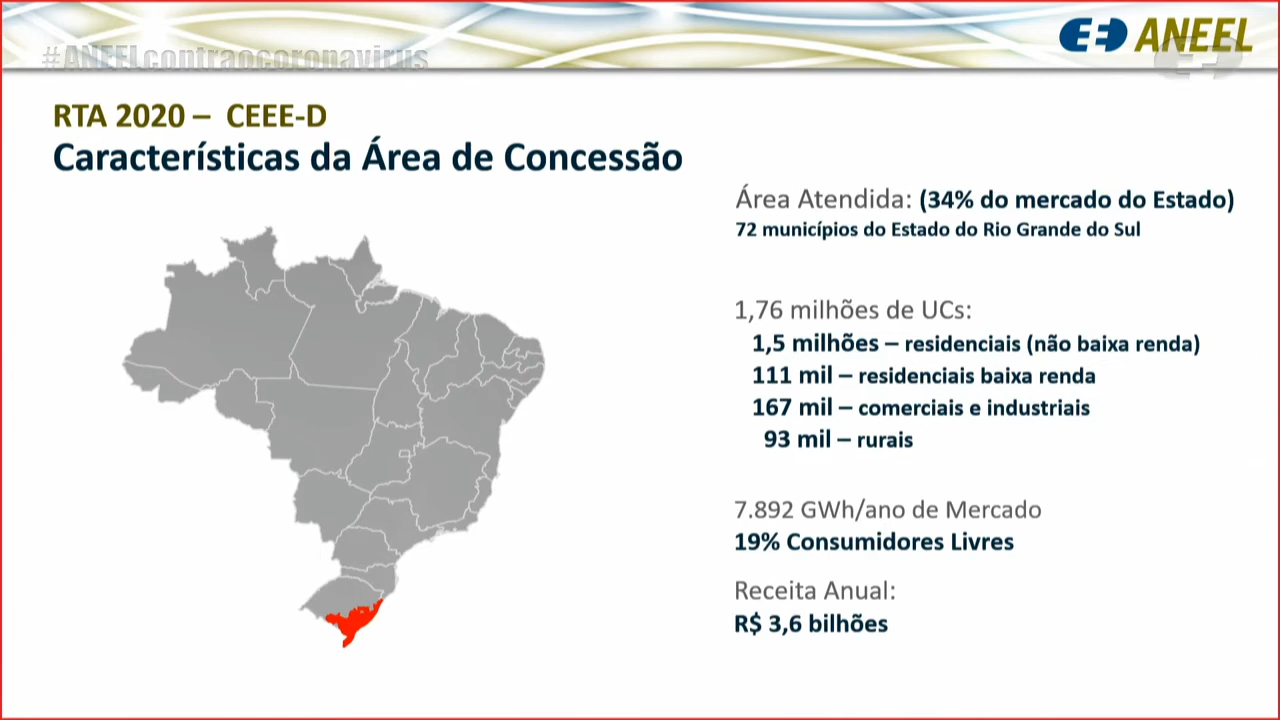 #ANEELcontraocoronavirus
ANEEL
RTA 2020 – CEEE-D
Características da Área de Concessão
Área Atendida: (34% do mercado do Estado)
72 municípios do Estado do Rio Grande do Sul
1,76 milhões de UCs:
1,5 milhões – residenciais (não baixa renda)
111 mil – residenciais baixa renda
167 mil – comerciais e industriais
93 mil – rurais
7.892 GWh/ano de Mercado
19% Consumidores Livres
Receita Anual:
R$ 3,6 bilhões